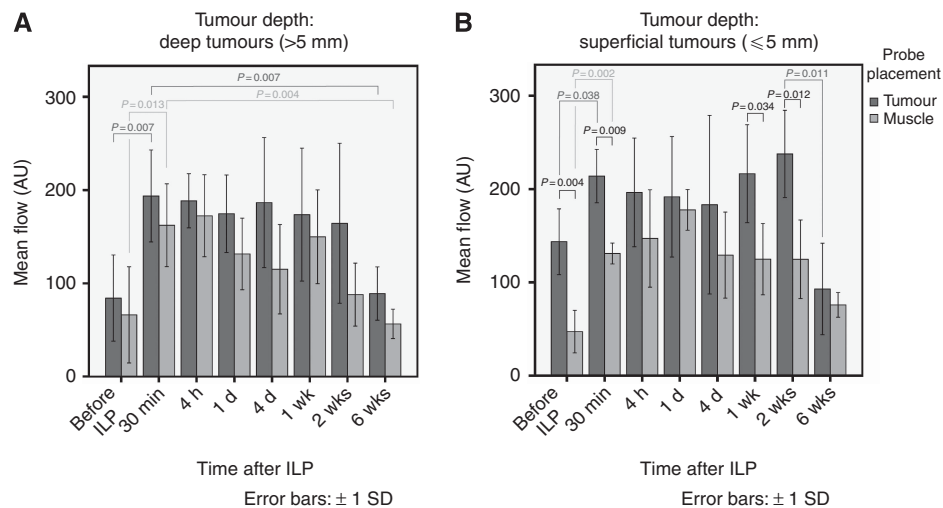 A
Tumour depth:
deep tumours (>5 mm)
Mean flow (AU)
300
200
100
0
P = 0.007
P = 0.004
P = 0.013
P = 0.007
Before
ILP
30 min
4 h
1 d
4 d
1 wk
2 wks
6 wks
Time after ILP
Error bars: ± 1 SD
B
Tumour depth:
superficial tumours (⩽5 mm)
Mean flow (AU)
300
200
100
0
P = 0.002
P = 0.011
P = 0.038
P = 0.012
P = 0.034
P = 0.009
P = 0.004
Before
ILP
30 min
4 h
1 d
4 d
1 wk
2 wks
6 wks
Time after ILP
Error bars: ± 1 SD
Probe
placement
Tumour
Muscle